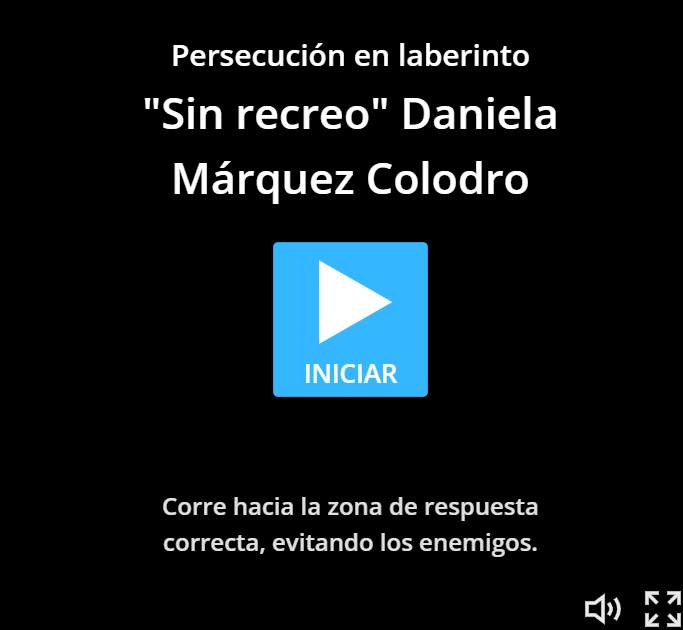 Persecución en laberinto
"Sin recreo" Daniela
Márquez Colodro
INICIAR
Corre hacia la zona de respuesta
correcta, evitando los enemigos.